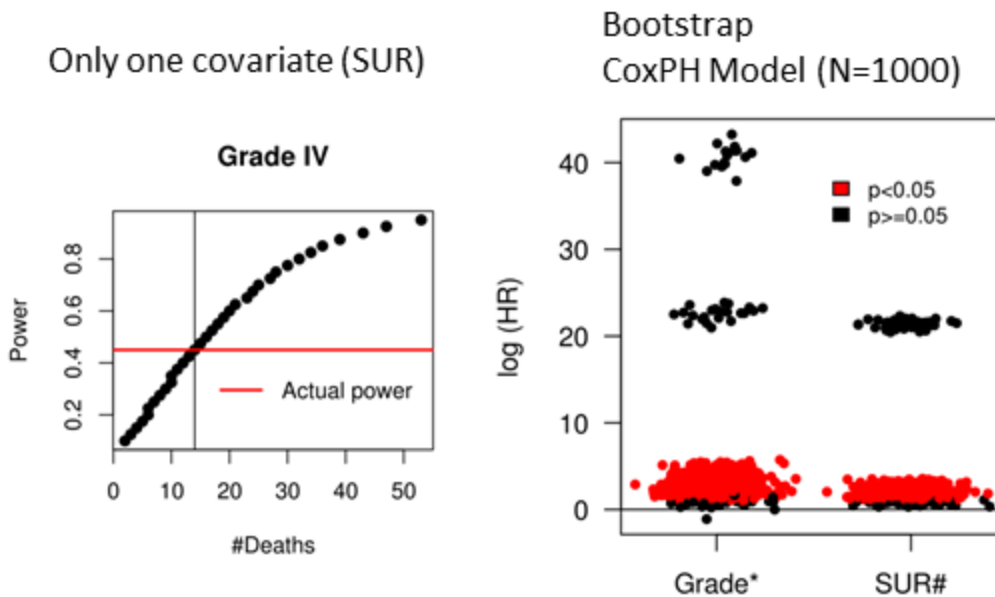 Only one covariate (SUR)
Grade IV
Power
0.2
0.4
0.6
0.8
Actual power
0 10 20 30 40 50
#Deaths
Bootstrap
CoxPH Model (N=1000)
log (HR)
40
30
20
10
0
p<0.05
p>=0.05
Grade* SUR#